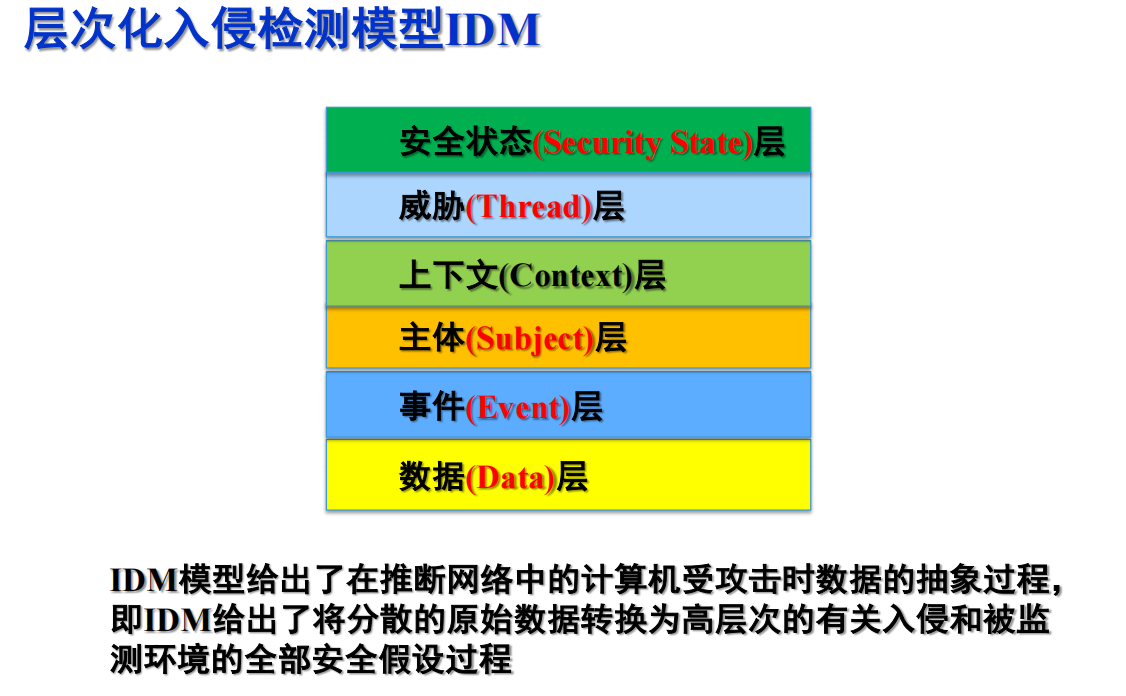 层次化入侵检测模型IDM
安全状态(Security State)层
威胁(Thread)层
上下文(Context)层
主体(Subject)层
事件(Event)层
数据(Data)层
IDM模型给出了在推断网络中的计算机受攻击时数据的抽象过程，
即IDM给出了将分散的原始数据转换为高层次的有关入侵和被监
测环境的全部安全假设过程